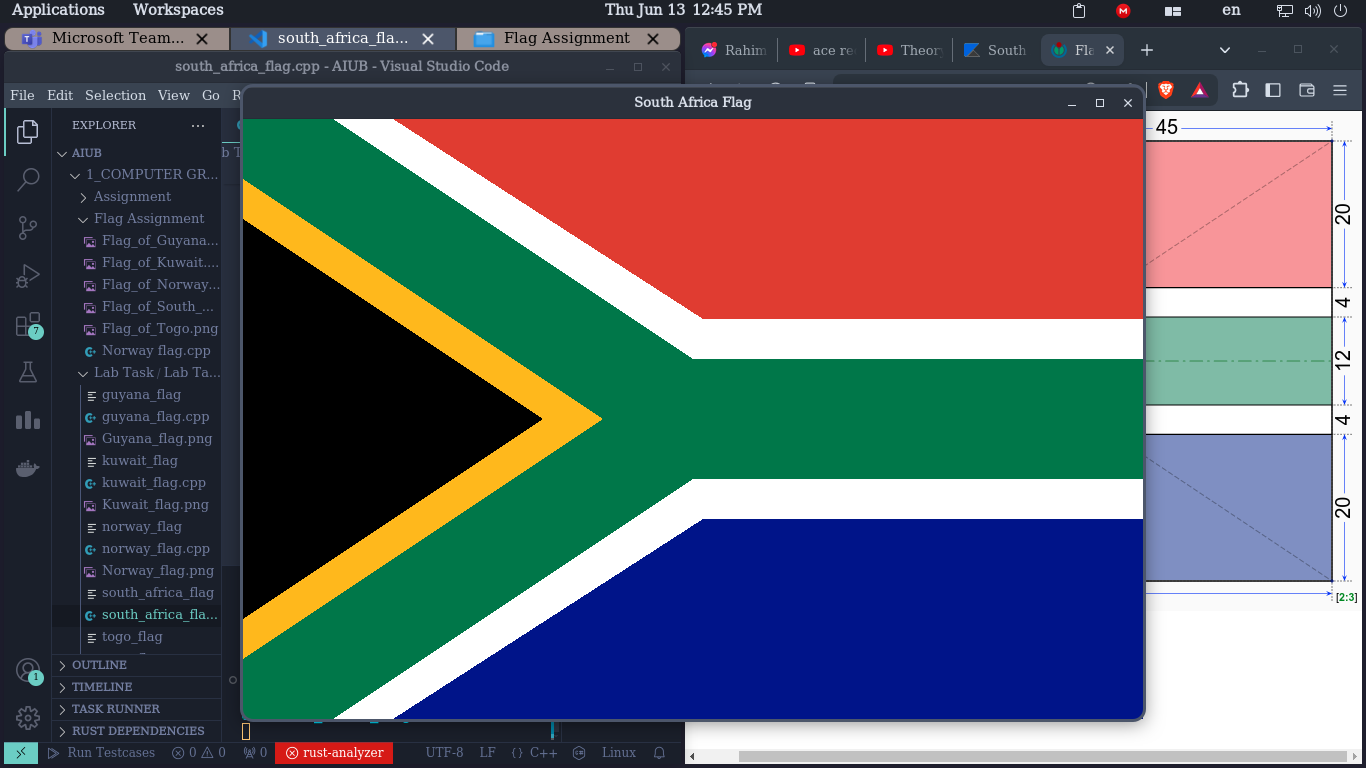 Applications Workspaces Thu Jun 13 12:45 PM en
Microsoft Team... south_africa_fla... Flag Assignment
Rahim ace re Theory South Fla
south_africa_flag.cpp - AIUB - Visual Studio Code
File Edit Selection View Go
South Africa Flag
EXPLORER
AIUB
1_COMPUTER GR...
Assignment
Flag Assignment
Flag_of_Guyana...
Flag_of_Kuwait....
Flag_of_Norway...
Flag_of_South_...
Flag_of_Togo.png
Norway flag.cpp
Lab Task / Lab Ta...
guyana_flag
guyana_flag.cpp
Guyana_flag.png
kuwait_flag
kuwait_flag.cpp
Kuwait_flag.png
norway_flag
norway_flag.cpp
Norway_flag.png
south_africa_flag
south_africa_fla...
togo_flag
OUTLINE
TIMELINE
TASK RUNNER
RUST DEPENDENCIES
7
1
Run Testcases 0 0 0 rust-analyzer UTF-8 LF {} C++ Linux
45
20
4
12
4
20
[2:3]